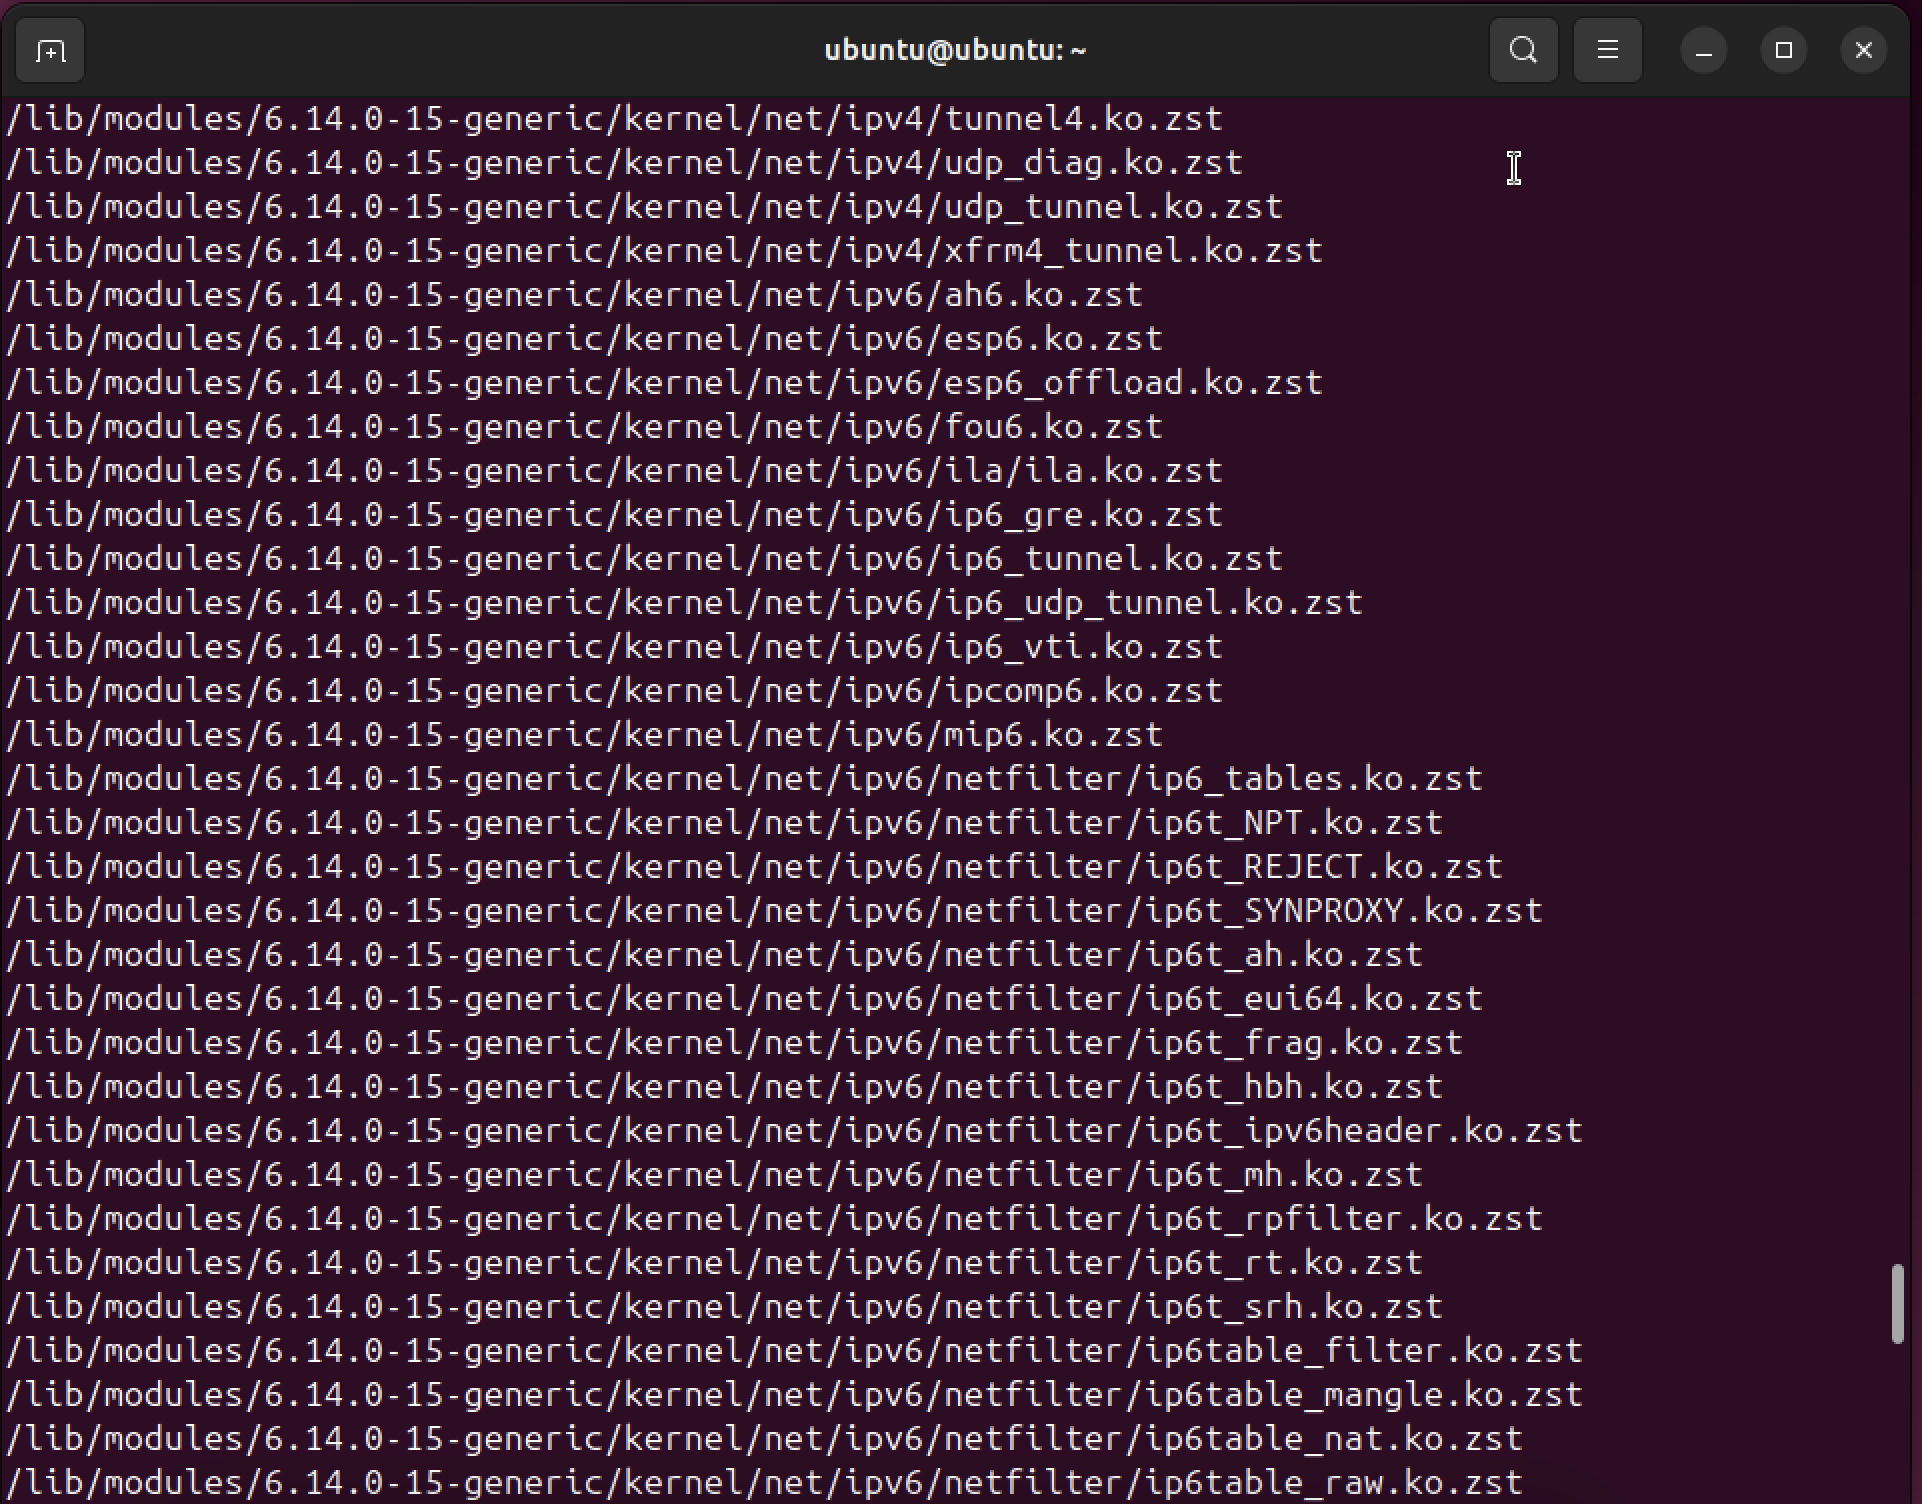 ubuntu@ubuntu: ~
/lib/modules/6.14.0-15-generic/kernel/net/ipv4/tunnel4.ko.zst
/lib/modules/6.14.0-15-generic/kernel/net/ipv4/udp_diag.ko.zst
/lib/modules/6.14.0-15-generic/kernel/net/ipv4/udp_tunnel.ko.zst
/lib/modules/6.14.0-15-generic/kernel/net/ipv4/xfrm4_tunnel.ko.zst
/lib/modules/6.14.0-15-generic/kernel/net/ipv6/ah6.ko.zst
/lib/modules/6.14.0-15-generic/kernel/net/ipv6/esp6.ko.zst
/lib/modules/6.14.0-15-generic/kernel/net/ipv6/esp6_offload.ko.zst
/lib/modules/6.14.0-15-generic/kernel/net/ipv6/fou6.ko.zst
/lib/modules/6.14.0-15-generic/kernel/net/ipv6/ila/ila.ko.zst
/lib/modules/6.14.0-15-generic/kernel/net/ipv6/ip6_gre.ko.zst
/lib/modules/6.14.0-15-generic/kernel/net/ipv6/ip6_tunnel.ko.zst
/lib/modules/6.14.0-15-generic/kernel/net/ipv6/ip6_udp_tunnel.ko.zst
/lib/modules/6.14.0-15-generic/kernel/net/ipv6/ip6_vti.ko.zst
/lib/modules/6.14.0-15-generic/kernel/net/ipv6/ipcomp6.ko.zst
/lib/modules/6.14.0-15-generic/kernel/net/ipv6/mip6.ko.zst
/lib/modules/6.14.0-15-generic/kernel/net/ipv6/netfilter/ip6_tables.ko.zst
/lib/modules/6.14.0-15-generic/kernel/net/ipv6/netfilter/ip6t_NPT.ko.zst
/lib/modules/6.14.0-15-generic/kernel/net/ipv6/netfilter/ip6t_REJECT.ko.zst
/lib/modules/6.14.0-15-generic/kernel/net/ipv6/netfilter/ip6t_SYNPROXY.ko.zst
/lib/modules/6.14.0-15-generic/kernel/net/ipv6/netfilter/ip6t_ah.ko.zst
/lib/modules/6.14.0-15-generic/kernel/net/ipv6/netfilter/ip6t_eui64.ko.zst
/lib/modules/6.14.0-15-generic/kernel/net/ipv6/netfilter/ip6t_frag.ko.zst
/lib/modules/6.14.0-15-generic/kernel/net/ipv6/netfilter/ip6t_hbh.ko.zst
/lib/modules/6.14.0-15-generic/kernel/net/ipv6/netfilter/ip6t_ipv6header.ko.zst
/lib/modules/6.14.0-15-generic/kernel/net/ipv6/netfilter/ip6t_mh.ko.zst
/lib/modules/6.14.0-15-generic/kernel/net/ipv6/netfilter/ip6t_rpfilter.ko.zst
/lib/modules/6.14.0-15-generic/kernel/net/ipv6/netfilter/ip6t_rt.ko.zst
/lib/modules/6.14.0-15-generic/kernel/net/ipv6/netfilter/ip6t_srh.ko.zst
/lib/modules/6.14.0-15-generic/kernel/net/ipv6/netfilter/ip6table_filter.ko.zst
/lib/modules/6.14.0-15-generic/kernel/net/ipv6/netfilter/ip6table_mangle.ko.zst
/lib/modules/6.14.0-15-generic/kernel/net/ipv6/netfilter/ip6table_nat.ko.zst
/lib/modules/6.14.0-15-generic/kernel/net/ipv6/netfilter/ip6table_raw.ko.zst